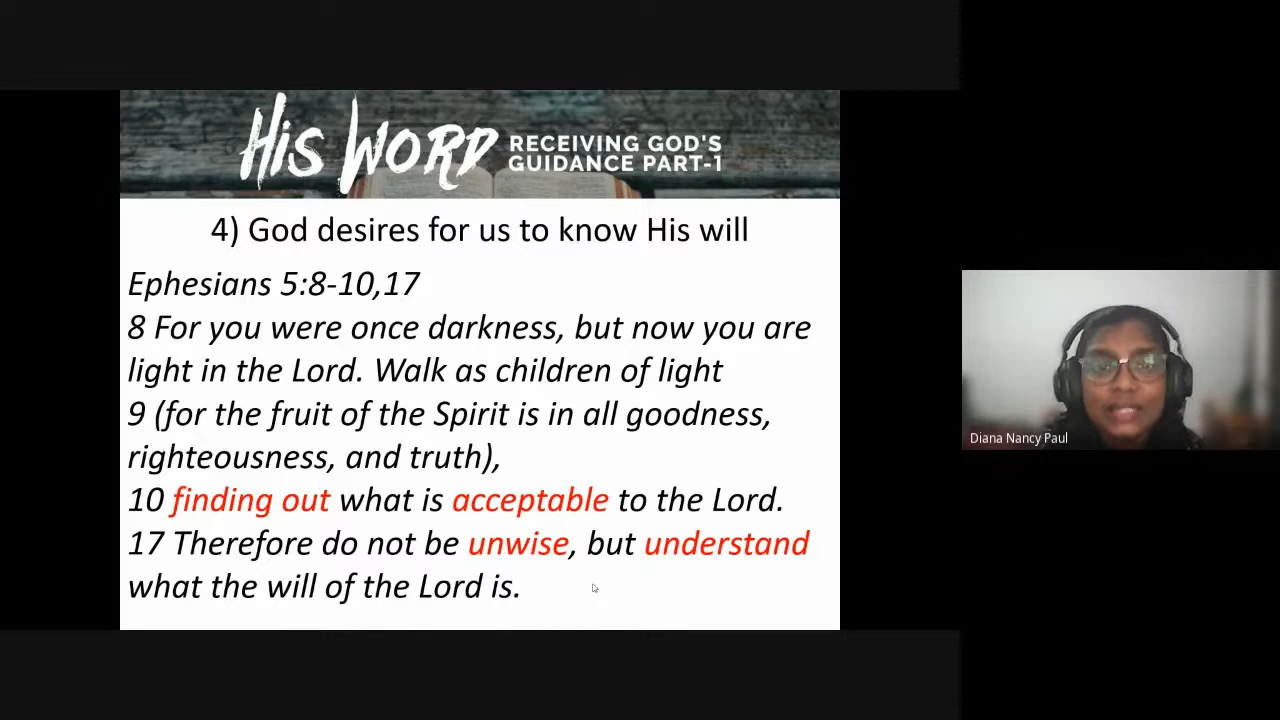 His Word RECEIVING GOD'S
GUIDANCE PART-1
4) God desires for us to know His will
Ephesians 5:8-10,17
8 For you were once darkness, but now you are
light in the Lord. Walk as children of light
9 (for the fruit of the Spirit is in all goodness,
righteousness, and truth),
10 finding out what is acceptable to the Lord.
17 Therefore do not be unwise, but understand
what the will of the Lord is.
Diana Nancy Paul